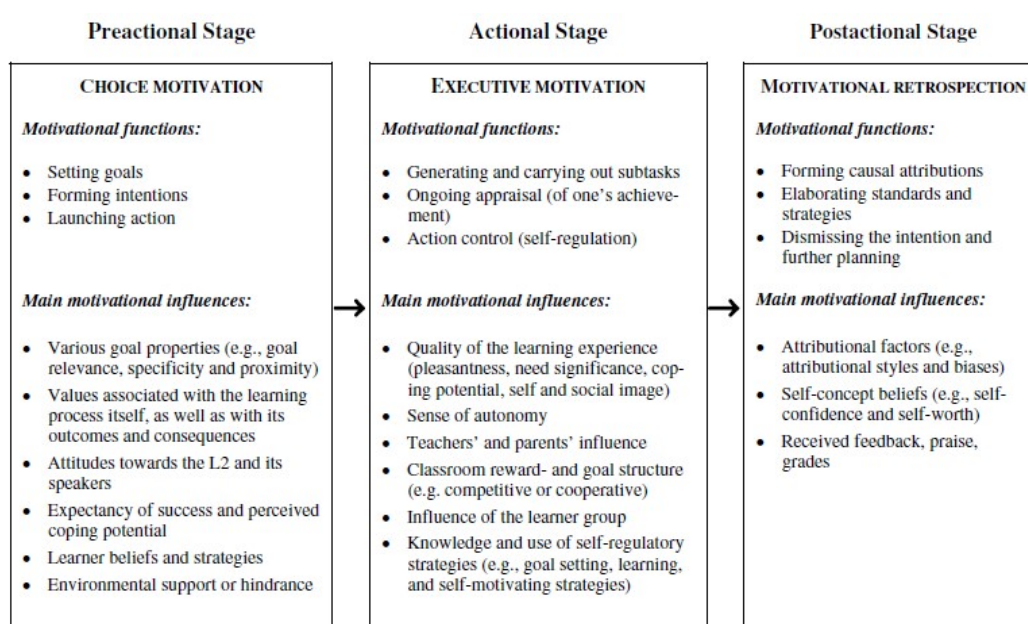 Preactional Stage
CHOICE MOTIVATION
Motivational functions:
• Setting goals
• Forming intentions
• Launching action
Main motivational influences:
• Various goal properties (e.g., goal
relevance, specificity and proximity)
• Values associated with the learning
process itself, as well as with its
outcomes and consequences
• Attitudes towards the L2 and its
speakers
• Expectancy of success and perceived
coping potential
• Learner beliefs and strategies
• Environmental support or hindrance
Actional Stage
EXECUTIVE MOTIVATION
Motivational functions:
• Generating and carrying out subtasks
• Ongoing appraisal (of one's achieve-
ment)
• Action control (self-regulation)
Main motivational influences:
• Quality of the learning experience
(pleasantness, need significance, cop-
ing potential, self and social image)
• Sense of autonomy
• Teachers' and parents' influence
• Classroom reward- and goal structure
(e.g. competitive or cooperative)
• Influence of the learner group
• Knowledge and use of self-regulatory
strategies (e.g., goal setting, learning,
and self-motivating strategies)
Postactional Stage
MOTIVATIONAL RETROSPECTION
Motivational functions:
• Forming causal attributions
• Elaborating standards and
strategies
• Dismissing the intention and
further planning
Main motivational influences:
• Attributional factors (e.g.,
attributional styles and biases)
• Self-concept beliefs (e.g., self-
confidence and self-worth)
• Received feedback, praise,
grades